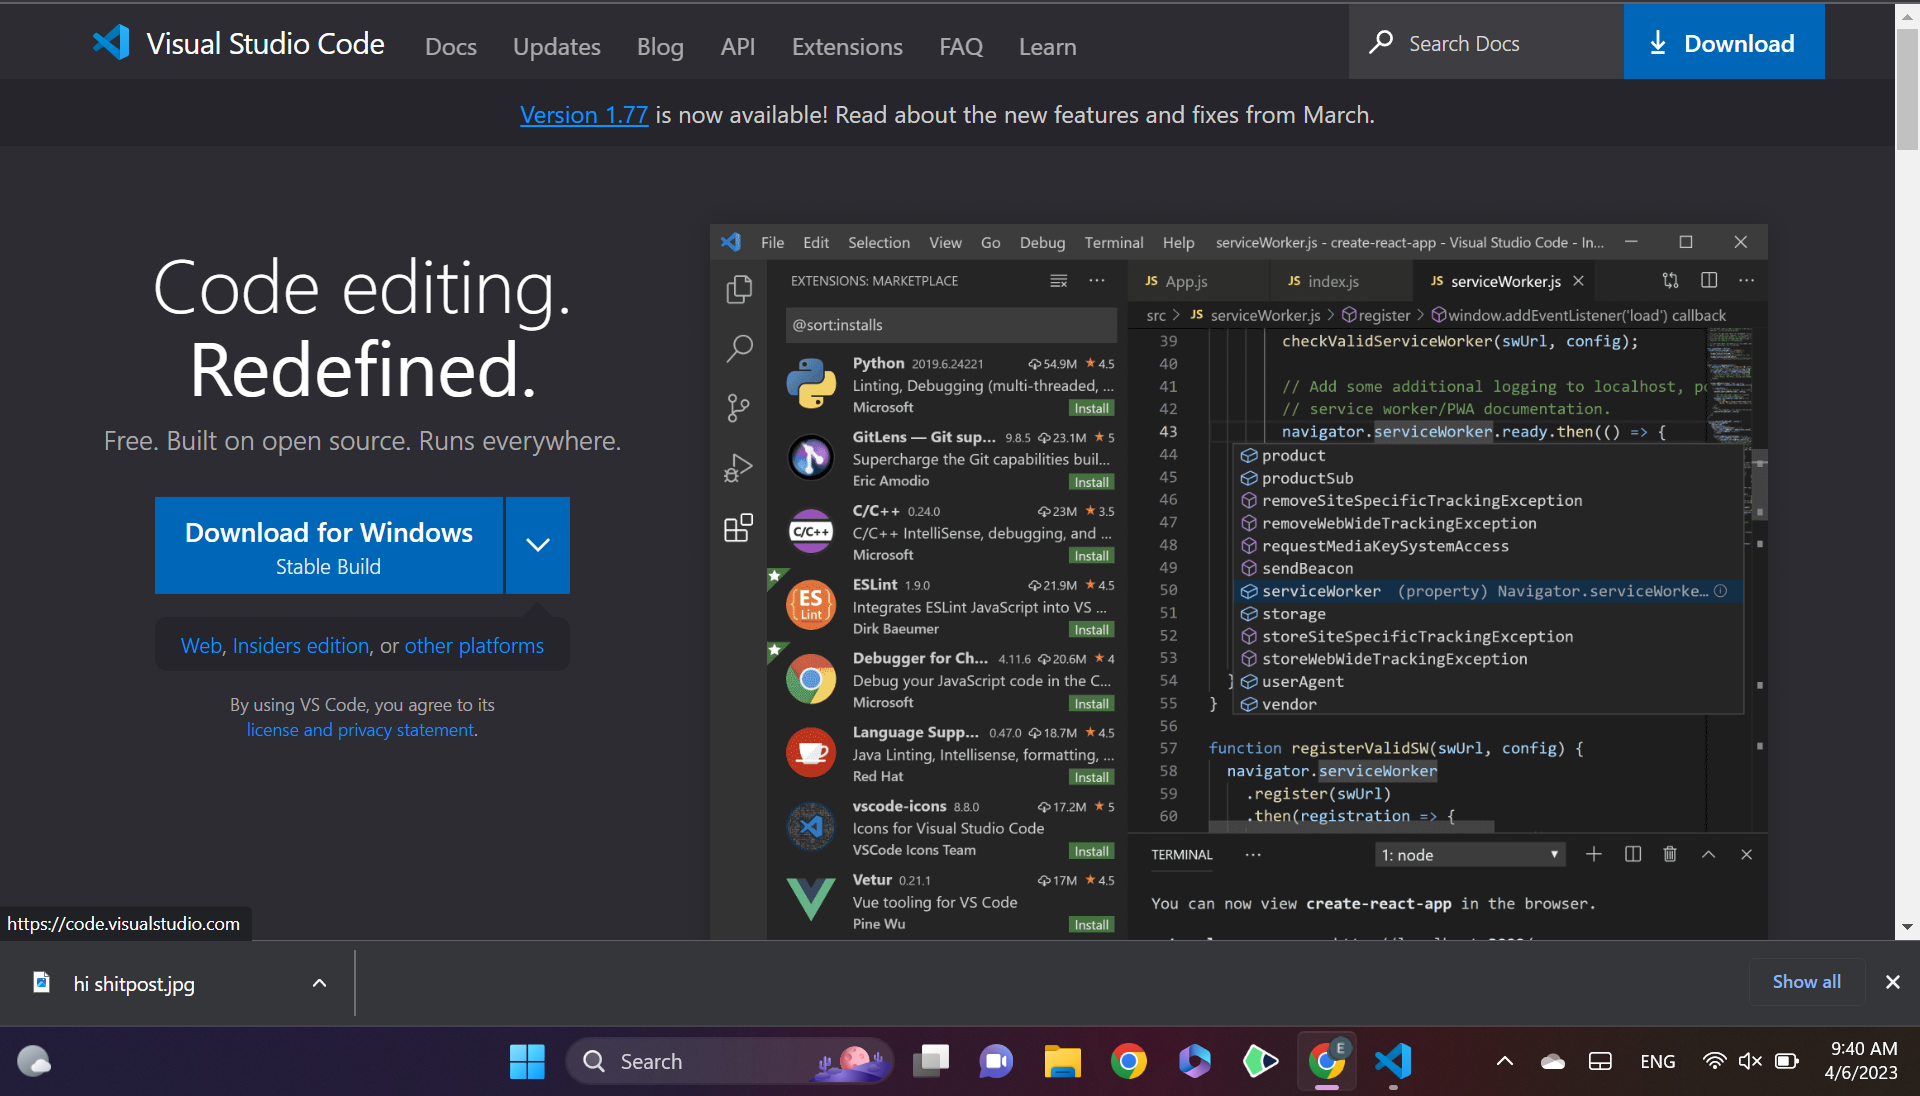 Visual Studio Code Docs Updates Blog API Extensions FAQ Learn Search Docs Download
Version 1.77 is now available! Read about the new features and fixes from March.
Code editing.
Redefined.
Free. Built on open source. Runs everywhere.
Download for Windows
Stable Build
Web, Insiders edition, or other platforms
By using VS Code, you agree to its
license and privacy statement.
File Edit Selection View Go Debug Terminal Help serviceWorker.js - create-react-app - Visual Studio Code - In...
EXTENSIONS: MARKETPLACE
@sort:installs
Python 2019.6.24221 54.9M 4.5
Linting, Debugging (multi-threaded, ...
Microsoft Install
GitLens — Git sup... 9.8.5 23.1M 5
Supercharge the Git capabilities buil...
Eric Amodio Install
C/C++
C/C++ 0.24.0 23M 3.5
C/C++ IntelliSense, debugging, and ...
Microsoft Install
ES
Lint
ESLint 1.9.0 21.9M 4.5
Integrates ESLint JavaScript into VS ...
Dirk Baeumer Install
Debugger for Ch... 4.11.6 20.6M 4
Debug your JavaScript code in the C...
Microsoft Install
Language Supp... 0.47.0 18.7M 4.5
Java Linting, Intellisense, formatting, ...
Red Hat Install
vscode-icons 8.8.0 17.2M 5
Icons for Visual Studio Code
VSCode Icons Team Install
Vetur 0.21.1 17M 4.5
Vue tooling for VS Code
Pine Wu Install
JS App.js JS index.js JS serviceWorker.js
src > JS serviceWorker.js > register > window.addEventListener('load') callback
39 checkValidServiceWorker(swUrl, config);
40
41 // Add some additional logging to localhost,
42 // service worker/PWA documentation.
43 navigator.serviceWorker.ready.then(() => {
44 product
45 productSub
46 removeSiteSpecificTrackingException
47 removeWebWideTrackingException
48 requestMediaKeySystemAccess
49 sendBeacon
50 serviceWorker (property) Navigator.serviceWorke...
51 storage
52 storeSiteSpecificTrackingException
53 storeWebWideTrackingException
54 } userAgent
55 } vendor
56
57 function registerValidSW(swUrl, config) {
58 navigator.serviceWorker
59 .register(swUrl)
60 .then(registration => {
TERMINAL ... 1: node
You can now view create-react-app in the browser.
https://code.visualstudio.com
hi shitpost.jpg Show all
Search E ENG 9:40 AM
4/6/2023